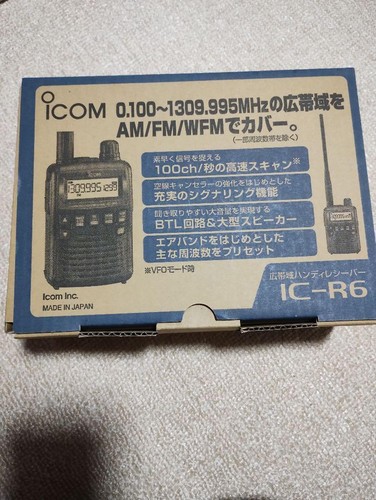 ICOM
0.100~1309.995MHzの広帯域を
AM/FM/WFMでカバー。
(一部周波数帯を除く)
素早く信号を捉える
100ch/秒の高速スキャン※
空線キャンセラーの強化をはじめとした
充実のシグナリング機能
聞き取りやすい大音量を実現する
BTL回路&大型スピーカー
エアバンドをはじめとした
主な周波数をプリセット
※VFOモード時
Icom Inc.
MADE IN JAPAN
広帯域ハンディレシーバー
IC-R6